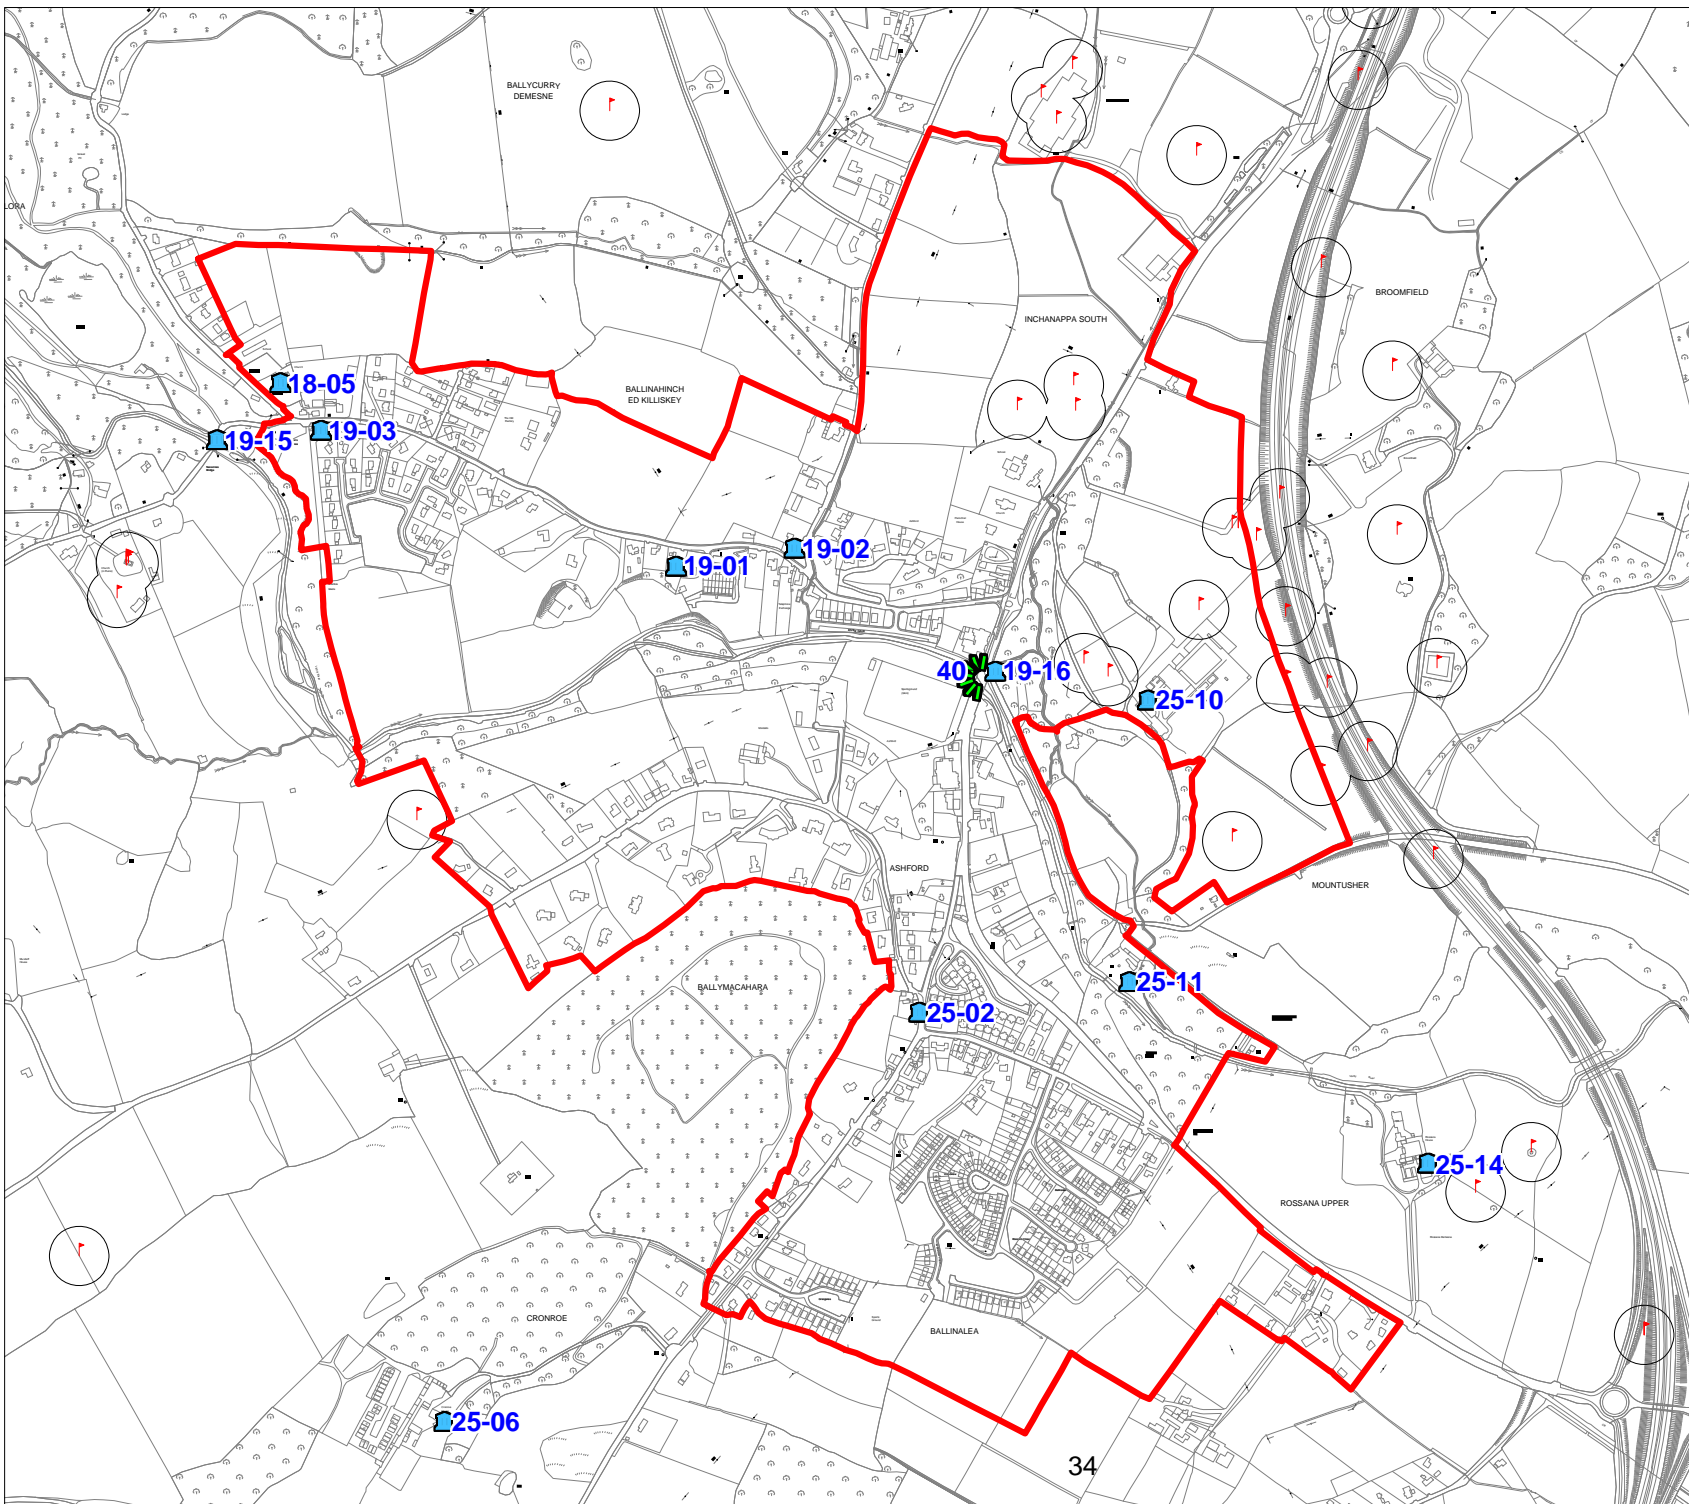 BALLYCURRY
DEMESNE
LORA
BROOMFIELD
INCHANAPPA SOUTH
BALLINAHINCH
ED KILLISKEY
18-05
19-03
19-15
19-02
19-01
40
19-16
25-10
ASHFORD
MOUNTUSHER
25-11
BALLYMACAHARA
25-02
25-14
ROSSANA UPPER
CRONROE
BALLINALEA
25-06
34